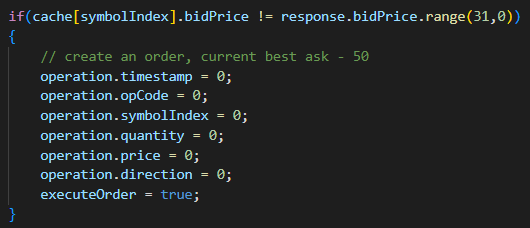 if(cache[symbolIndex].bidPrice != response.bidPrice.range(31,0))
{
    // create an order, current best ask - 50
    operation.timestamp = 0;
    operation.opCode = 0;
    operation.symbolIndex = 0;
    operation.quantity = 0;
    operation.price = 0;
    operation.direction = 0;
    executeOrder = true;
}